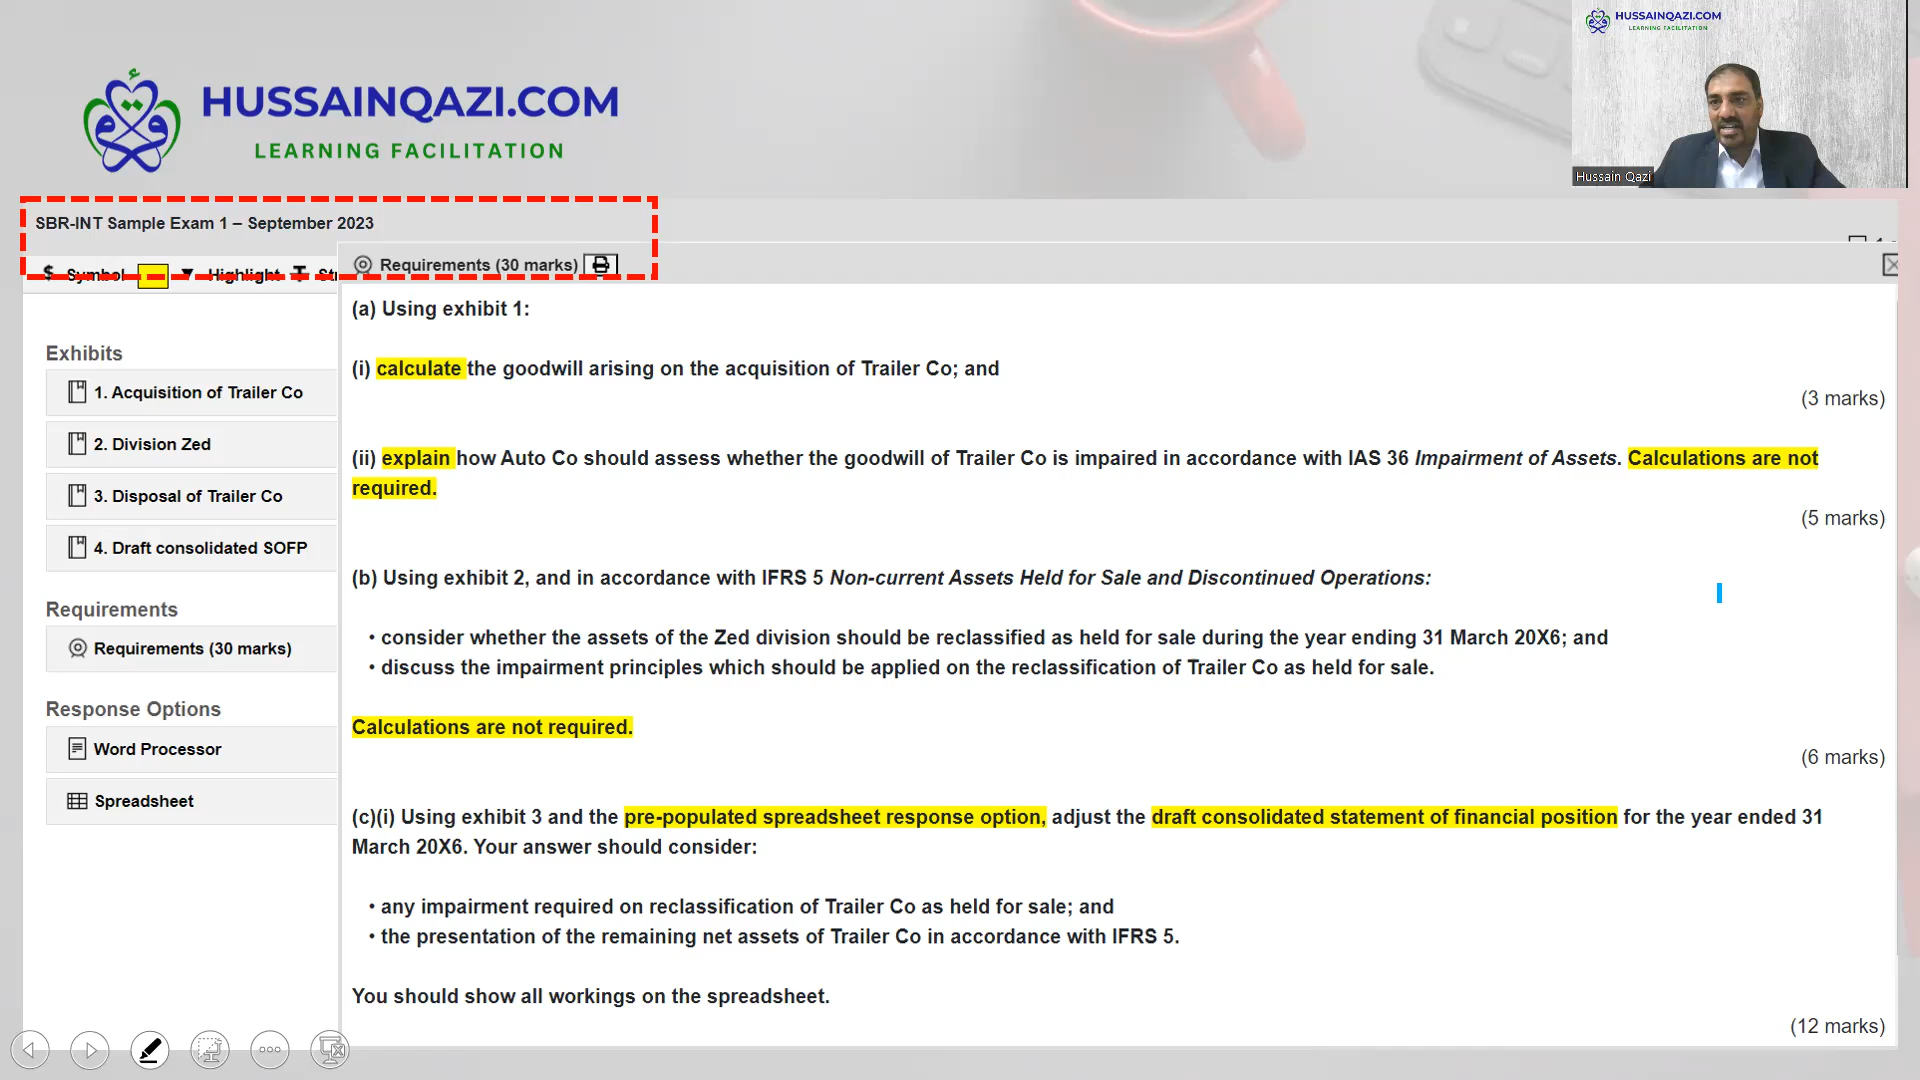 HUSSAINQAZI.COM
LEARNING FACILITATION
HUSSAINQAZI.COM
LEARNING FACILITATION
Hussain Qazi
SBR-INT Sample Exam 1 – September 2023
$ Symbol Highlight
Requirements (30 marks)
Exhibits
1. Acquisition of Trailer Co
2. Division Zed
3. Disposal of Trailer Co
4. Draft consolidated SOFP
Requirements
Requirements (30 marks)
Response Options
Word Processor
Spreadsheet
(a) Using exhibit 1:
(i) calculate the goodwill arising on the acquisition of Trailer Co; and
(3 marks)
(ii) explain how Auto Co should assess whether the goodwill of Trailer Co is impaired in accordance with IAS 36 Impairment of Assets. Calculations are not
required.
(5 marks)
(b) Using exhibit 2, and in accordance with IFRS 5 Non-current Assets Held for Sale and Discontinued Operations:
• consider whether the assets of the Zed division should be reclassified as held for sale during the year ending 31 March 20X6; and
• discuss the impairment principles which should be applied on the reclassification of Trailer Co as held for sale.
Calculations are not required.
(6 marks)
(c)(i) Using exhibit 3 and the pre-populated spreadsheet response option, adjust the draft consolidated statement of financial position for the year ended 31
March 20X6. Your answer should consider:
• any impairment required on reclassification of Trailer Co as held for sale; and
• the presentation of the remaining net assets of Trailer Co in accordance with IFRS 5.
You should show all workings on the spreadsheet.
(12 marks)